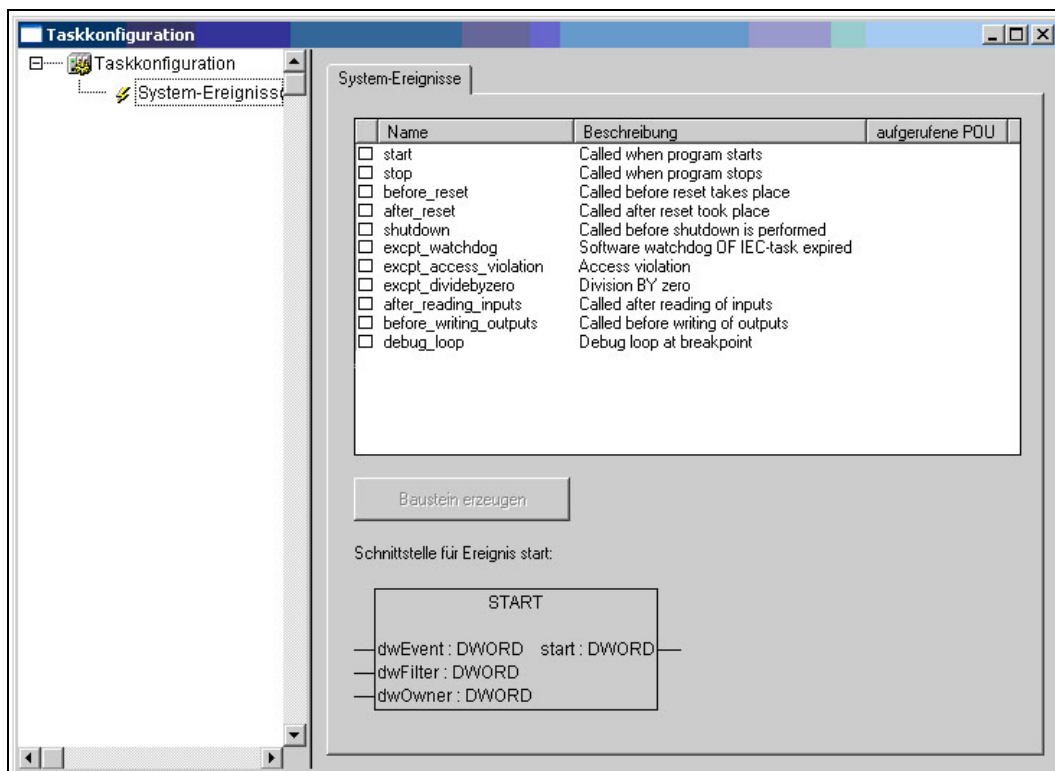 Taskkonfiguration
Taskkonfiguration
System-Ereignisse
System-Ereignisse
Name Beschreibung aufgerufene POU
start Called when program starts
stop Called when program stops
before_reset Called before reset takes place
after_reset Called after reset took place
shutdown Called before shutdown is performed
excpt_watchdog Software watchdog OF IEC-task expired
excpt_access_violation Access violation
excpt_dividebyzero Division BY zero
after_reading_inputs Called after reading of inputs
before_writing_outputs Called before writing of outputs
debug_loop Debug loop at breakpoint
Baustein erzeugen
Schnittstelle für Ereignis start:
START
dwEvent : DWORD start : DWORD
dwFilter : DWORD
dwOwner : DWORD